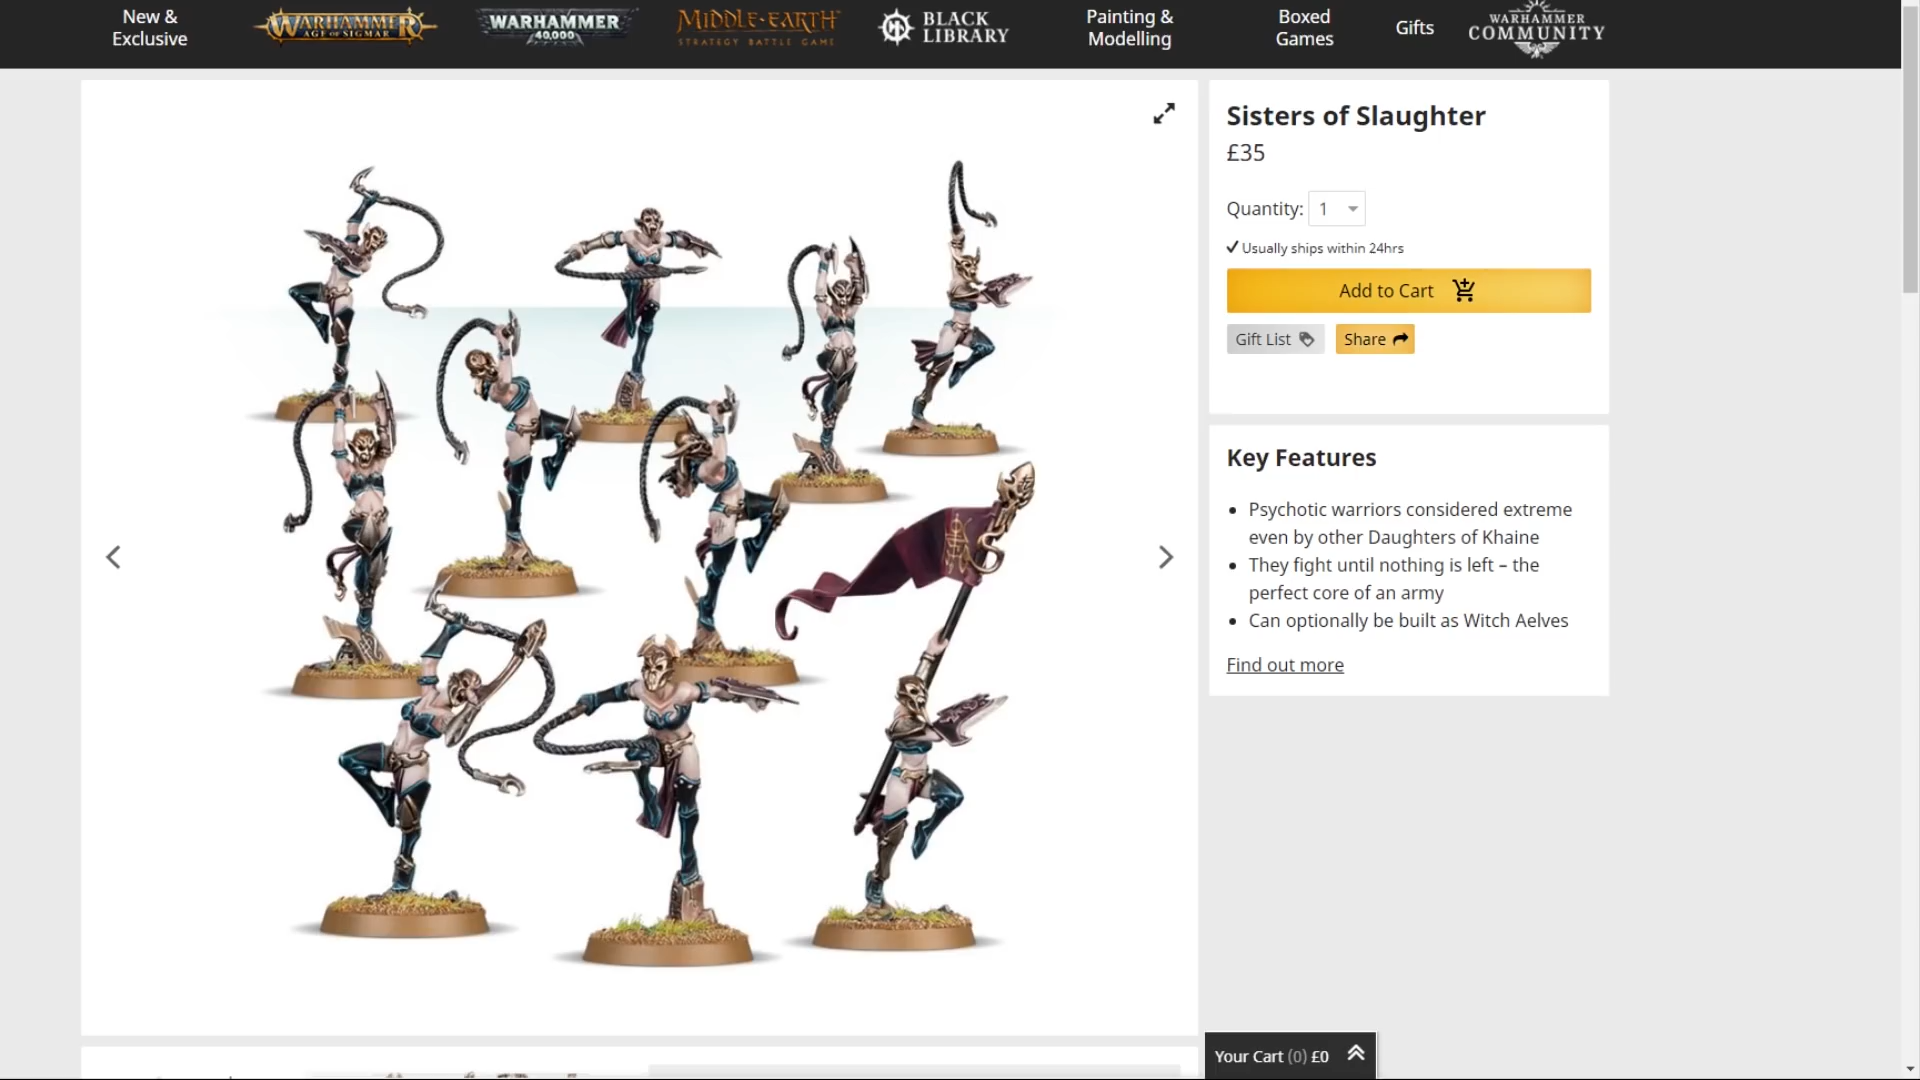 New &
Exclusive
WARHAMMER
AGE OF SIGMAR
WARHAMMER
40,000
MIDDLE-EARTH
STRATEGY BATTLE GAME
BLACK
LIBRARY
Painting &
Modelling
Boxed
Games
Gifts
WARHAMMER
COMMUNITY
Sisters of Slaughter
£35
Quantity: 1
Usually ships within 24hrs
Add to Cart
Gift List
Share
Key Features
Psychotic warriors considered extreme
even by other Daughters of Khaine
They fight until nothing is left – the
perfect core of an army
Can optionally be built as Witch Aelves
Find out more
Your Cart (0) £0